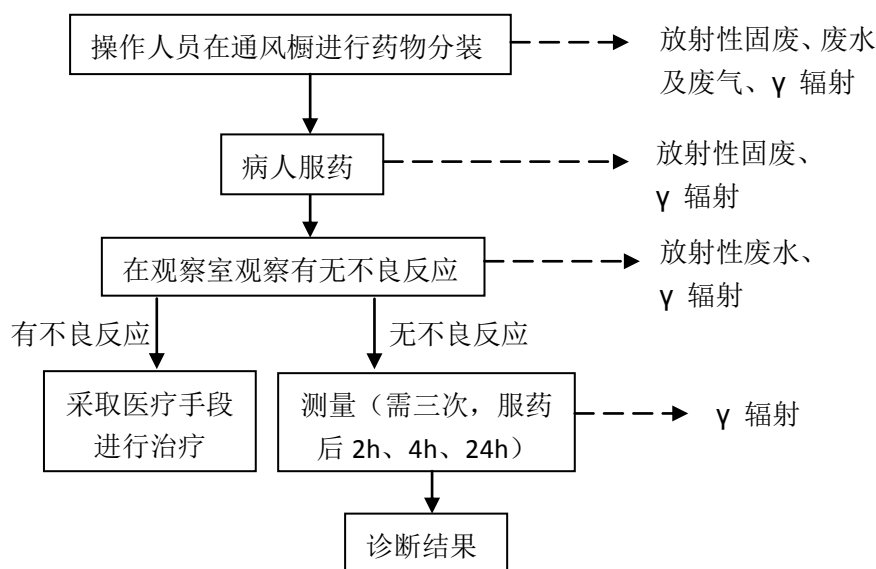 操作人员在通风橱进行药物分装
放射性固废、废水
及废气、γ 辐射
病人服药
放射性固废、
γ 辐射
在观察室观察有无不良反应
放射性废水、
γ 辐射
有不良反应
无不良反应
采取医疗手段
进行治疗
测量（需三次，服药
后 2h、4h、24h）
γ 辐射
诊断结果